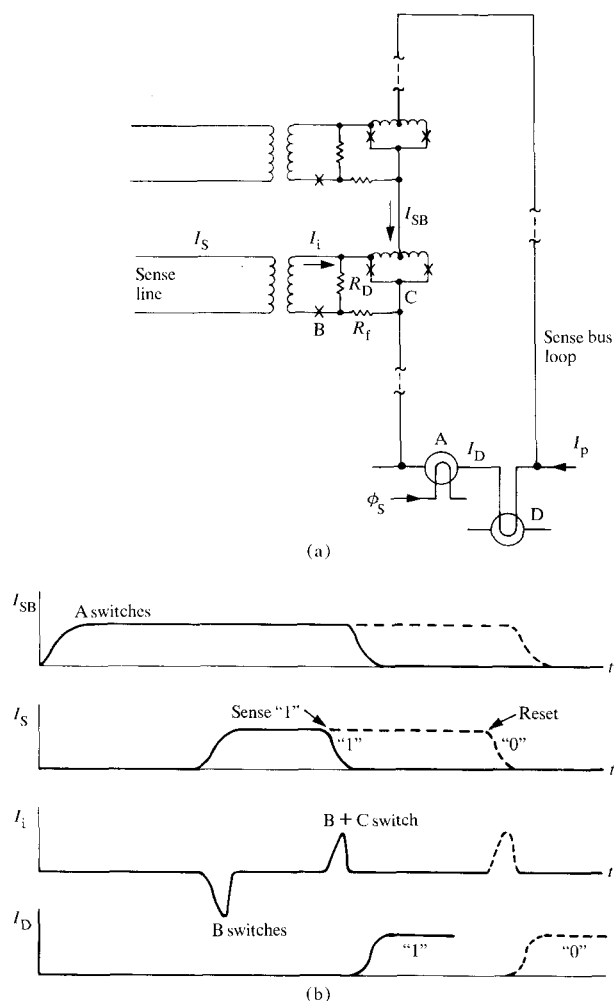 I_SB
I_S
I_i
Sense
line
R_D
C
B
R_f
Sense bus
loop
A
I_D
I_p
ϕ_S
D
(a)
I_SB
A switches
t
I_S
Sense "1"
Reset
"1"
"0"
t
I_i
B + C switch
t
B switches
I_D
"1"
"0"
t
(b)